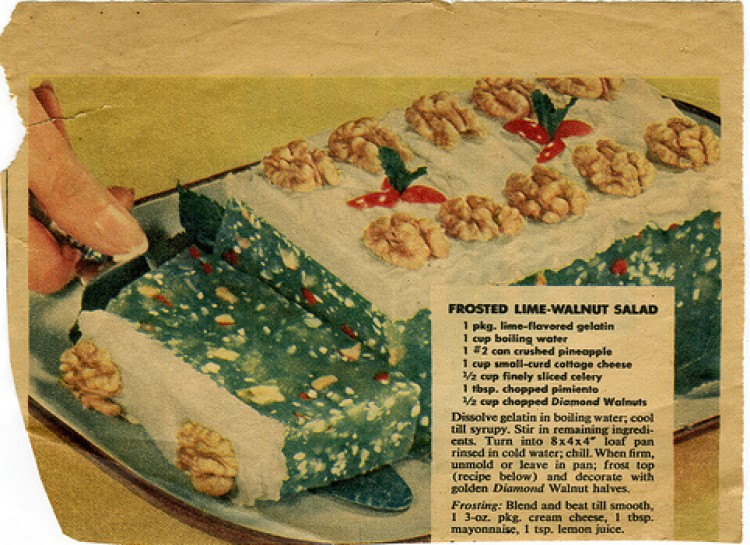 FROSTED LIME-WALNUT SALAD
1 pkg. lime-flavored gelatin
1 cup boiling water
1 #2 can crushed pineapple
1 cup small-curd cottage cheese
½ cup finely sliced celery
1 tbsp. chopped pimiento
½ cup chopped Diamond Walnuts
Dissolve gelatin in boiling water; cool
till syrupy. Stir in remaining ingredi-
ents. Turn into 8x4x4" loaf pan
rinsed in cold water; chill. When firm,
unmold or leave in pan; frost top
(recipe below) and decorate with
golden Diamond Walnut halves.
Frosting: Blend and beat till smooth,
1 3-oz. pkg. cream cheese, 1 tbsp.
mayonnaise, 1 tsp. lemon juice.